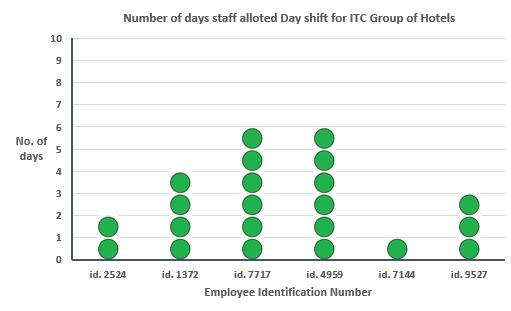 Number of days staff alloted Day shift for ITC Group of Hotels
10
9
8
7
6
5
4
3
2
1
0
No. of
days
id. 2524 id. 1372 id. 7717 id. 4959 id. 7144 id. 9527
Employee Identification Number